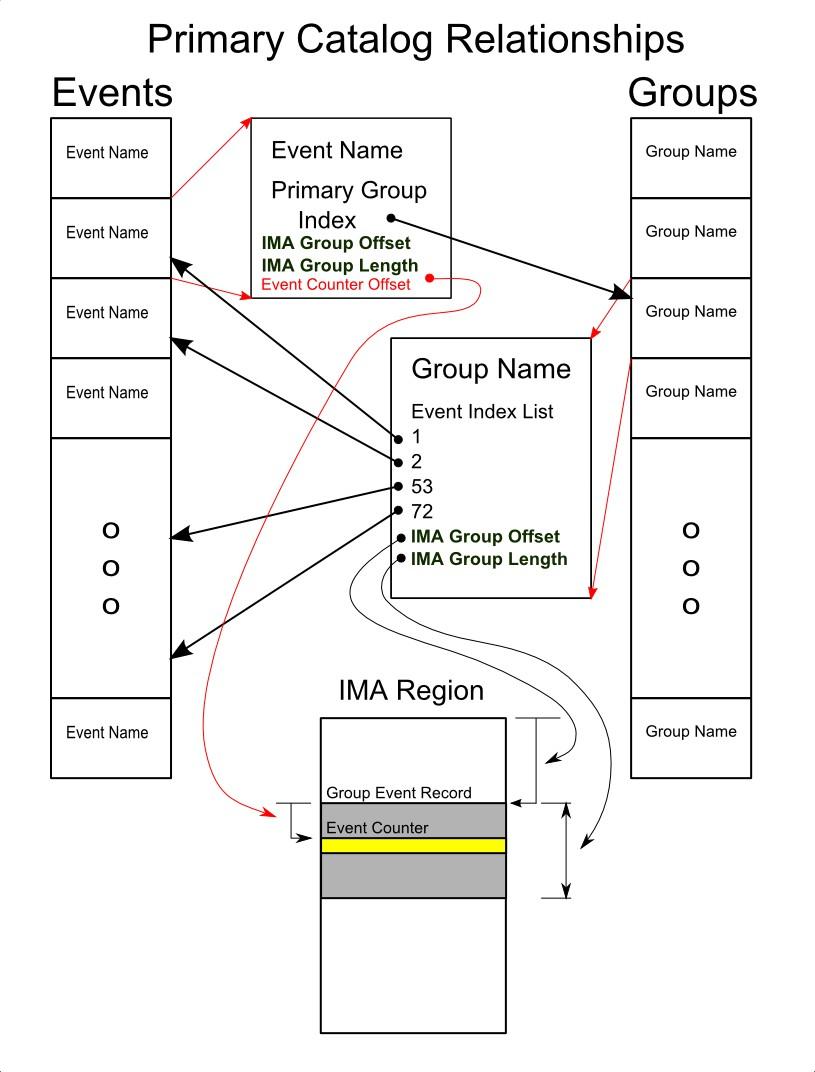 Primary Catalog Relationships
Events
Groups
Event Name
Event Name
Event Name
Event Name
o
o
o
Event Name
Event Name
Primary Group
Index
IMA Group Offset
IMA Group Length
Event Counter Offset
Group Name
Event Index List
1
2
53
72
IMA Group Offset
IMA Group Length
Group Name
Group Name
Group Name
Group Name
o
o
o
Group Name
IMA Region
Group Event Record
Event Counter